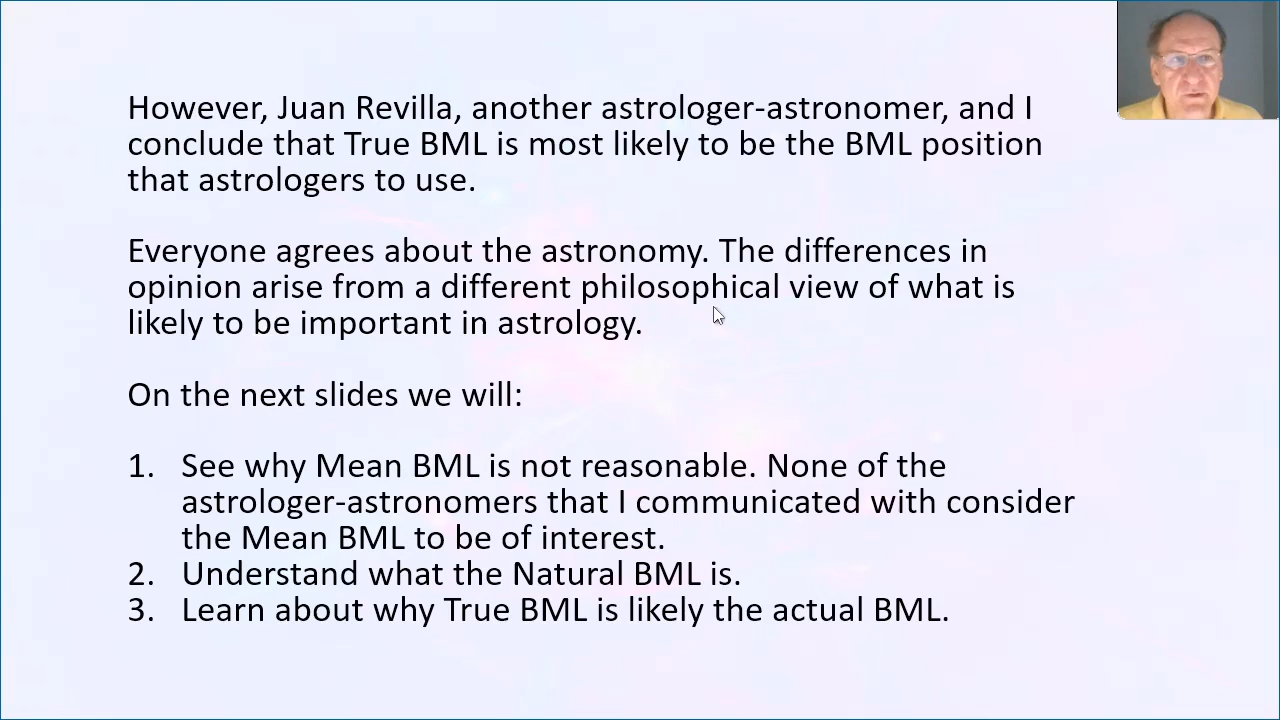 However, Juan Revilla, another astrologer-astronomer, and I
conclude that True BML is most likely to be the BML position
that astrologers to use.
Everyone agrees about the astronomy. The differences in
opinion arise from a different philosophical view of what is
likely to be important in astrology.
On the next slides we will:
1. See why Mean BML is not reasonable. None of the
astrologer-astronomers that I communicated with consider
the Mean BML to be of interest.
2. Understand what the Natural BML is.
3. Learn about why True BML is likely the actual BML.